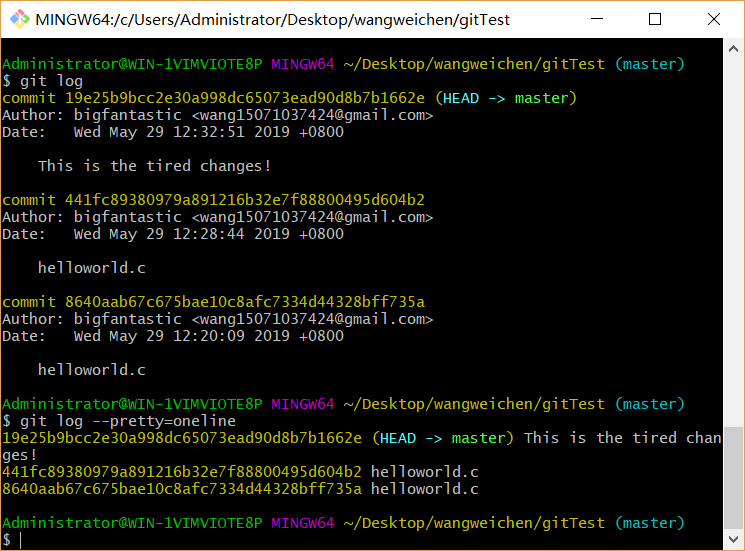 MINGW64:/c/Users/Administrator/Desktop/wangweichen/gitTest
Administrator@WIN-1VIMVIOTE8P MINGW64 ~/Desktop/wangweichen/gitTest (master)
$ git log
commit 19e25b9bcc2e30a998dc65073ead90d8b7b1662e (HEAD -> master)
Author: bigfantastic <wang15071037424@gmail.com>
Date:   Wed May 29 12:32:51 2019 +0800
    This is the tired changes!
commit 441fc89380979a891216b32e7f88800495d604b2
Author: bigfantastic <wang15071037424@gmail.com>
Date:   Wed May 29 12:28:44 2019 +0800
    helloworld.c
commit 8640aab67c675bae10c8afc7334d44328bff735a
Author: bigfantastic <wang15071037424@gmail.com>
Date:   Wed May 29 12:20:09 2019 +0800
    helloworld.c
Administrator@WIN-1VIMVIOTE8P MINGW64 ~/Desktop/wangweichen/gitTest (master)
$ git log --pretty=oneline
19e25b9bcc2e30a998dc65073ead90d8b7b1662e (HEAD -> master) This is the tired chan
ges!
441fc89380979a891216b32e7f88800495d604b2 helloworld.c
8640aab67c675bae10c8afc7334d44328bff735a helloworld.c
Administrator@WIN-1VIMVIOTE8P MINGW64 ~/Desktop/wangweichen/gitTest (master)
$